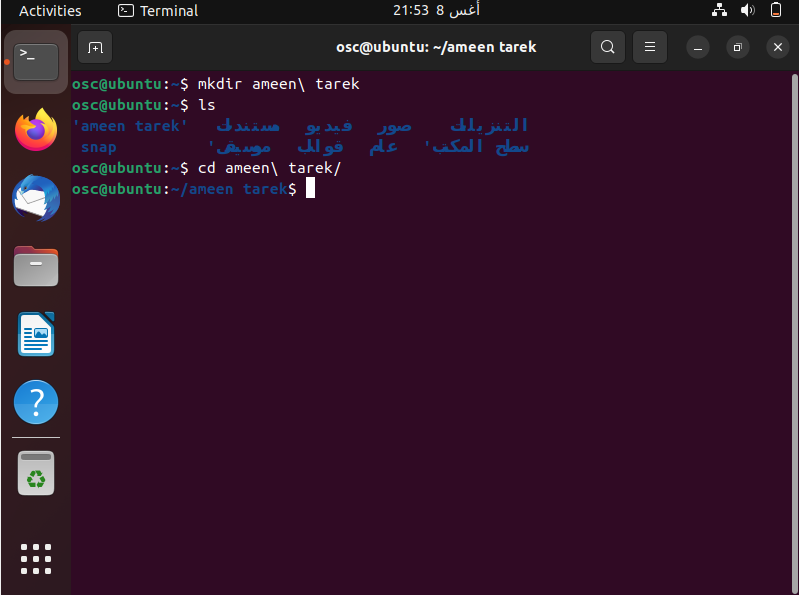 Activities Terminal 21:53 8 أغس
osc@ubuntu: ~/ameen tarek
osc@ubuntu:~$ mkdir ameen\ tarek
osc@ubuntu:~$ ls
'ameen tarek' مستندات فيديو صور التنزيلات
snap 'سطح المكتب' عام قوالب موسيقى
osc@ubuntu:~$ cd ameen\ tarek/
osc@ubuntu:~/ameen tarek$